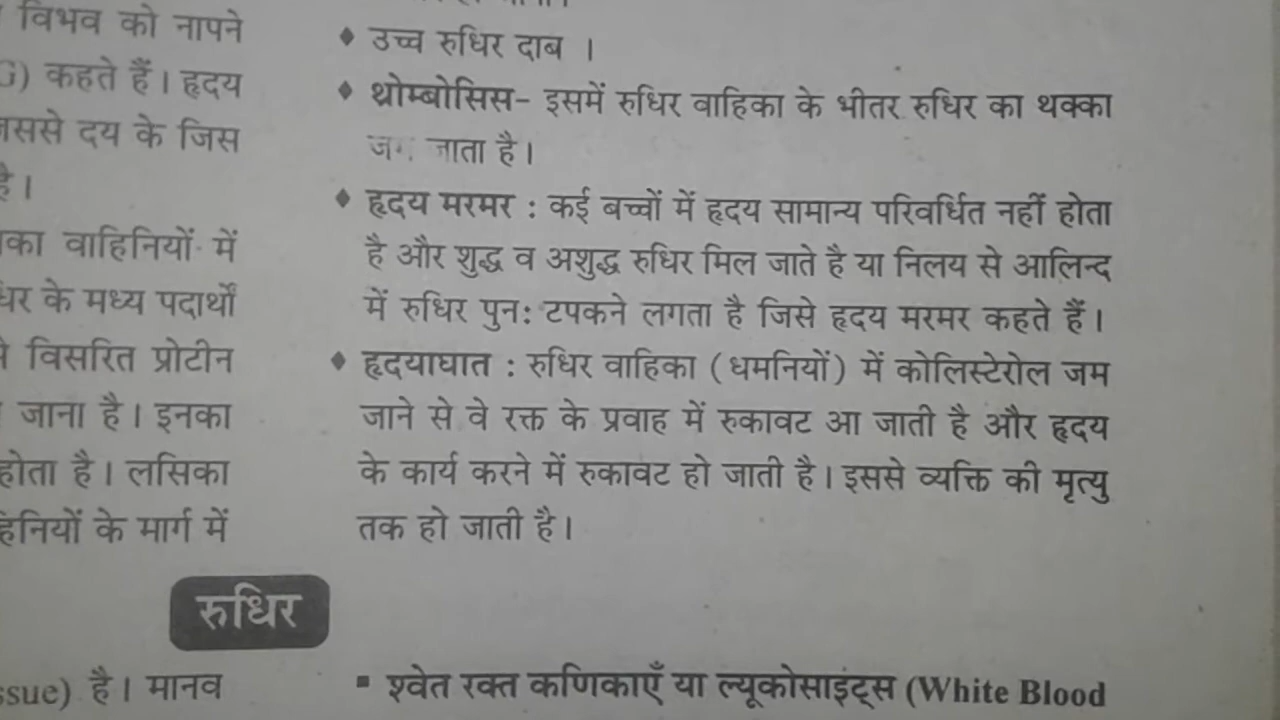 विभव को नापने
G) कहते हैं। हृदय
जससे दय के जिस
है।
का वाहिनियों में
धर के मध्य पदार्थों
विसरित प्रोटीन
जाना है। इनका
होता है। लसिका
हिनियों के मार्ग में
♦ उच्च रुधिर दाब ।
♦ थ्रोम्बोसिस- इसमें रुधिर वाहिका के भीतर रुधिर का थक्का
जाता है।
♦ हृदय मरमर : कई बच्चों में हृदय सामान्य परिवर्धित नहीं होता
है और शुद्ध व अशुद्ध रुधिर मिल जाते है या निलय से आलिन्द
में रुधिर पुन: टपकने लगता है जिसे हृदय मरमर कहते हैं।
♦ हृदयाघात : रुधिर वाहिका (धमनियों) में कोलिस्टेरोल जम
जाने से वे रक्त के प्रवाह में रुकावट आ जाती है और हृदय
के कार्य करने में रुकावट हो जाती है। इससे व्यक्ति की मृत्यु
तक हो जाती है।
रुधिर
ssue) है। मानव
▪ श्वेत रक्त कणिकाएँ या ल्यूकोसाइट्स (White Blood